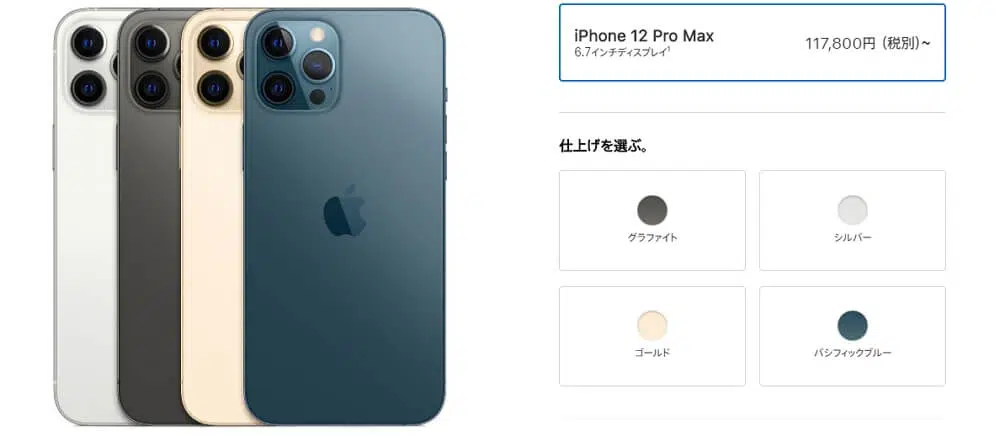 iPhone 12 Pro Max
6.7インチディスプレイ1
117,800円 (税別)~
仕上げを選ぶ。
グラファイト
シルバー
ゴールド
パシフィックブルー